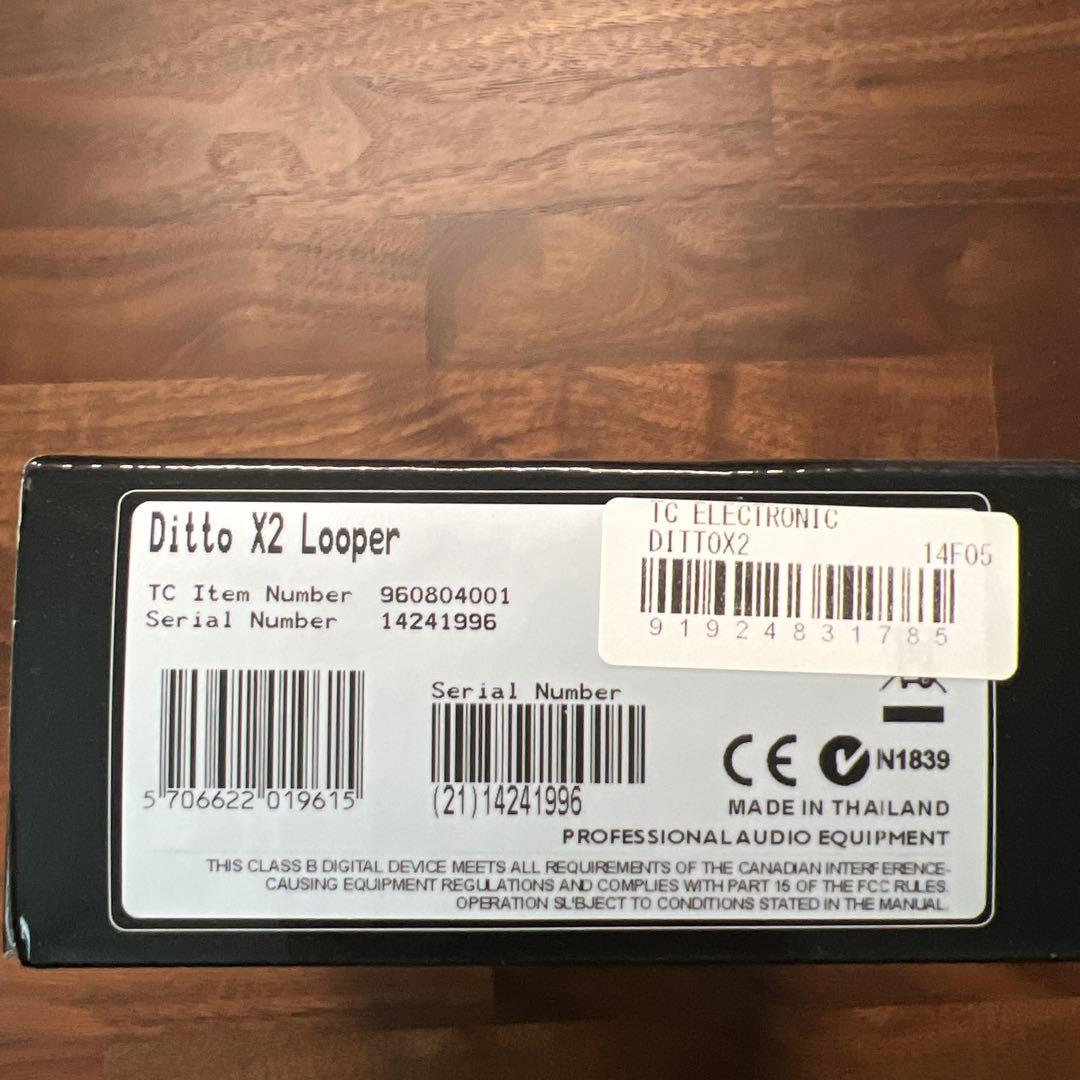 Ditto X2 Looper
TC Item Number 960804001
Serial Number 14241996
TC ELECTRONIC
DITTOX2 14F05
91924831785
5 706622 019615
Serial Number
(21)14241996
CE N1839
MADE IN THAILAND
PROFESSIONAL AUDIO EQUIPMENT
THIS CLASS B DIGITAL DEVICE MEETS ALL REQUIREMENTS OF THE CANADIAN INTERFERENCE-
CAUSING EQUIPMENT REGULATIONS AND COMPLIES WITH PART 15 OF THE FCC RULES.
OPERATION SUBJECT TO CONDITIONS STATED IN THE MANUAL.